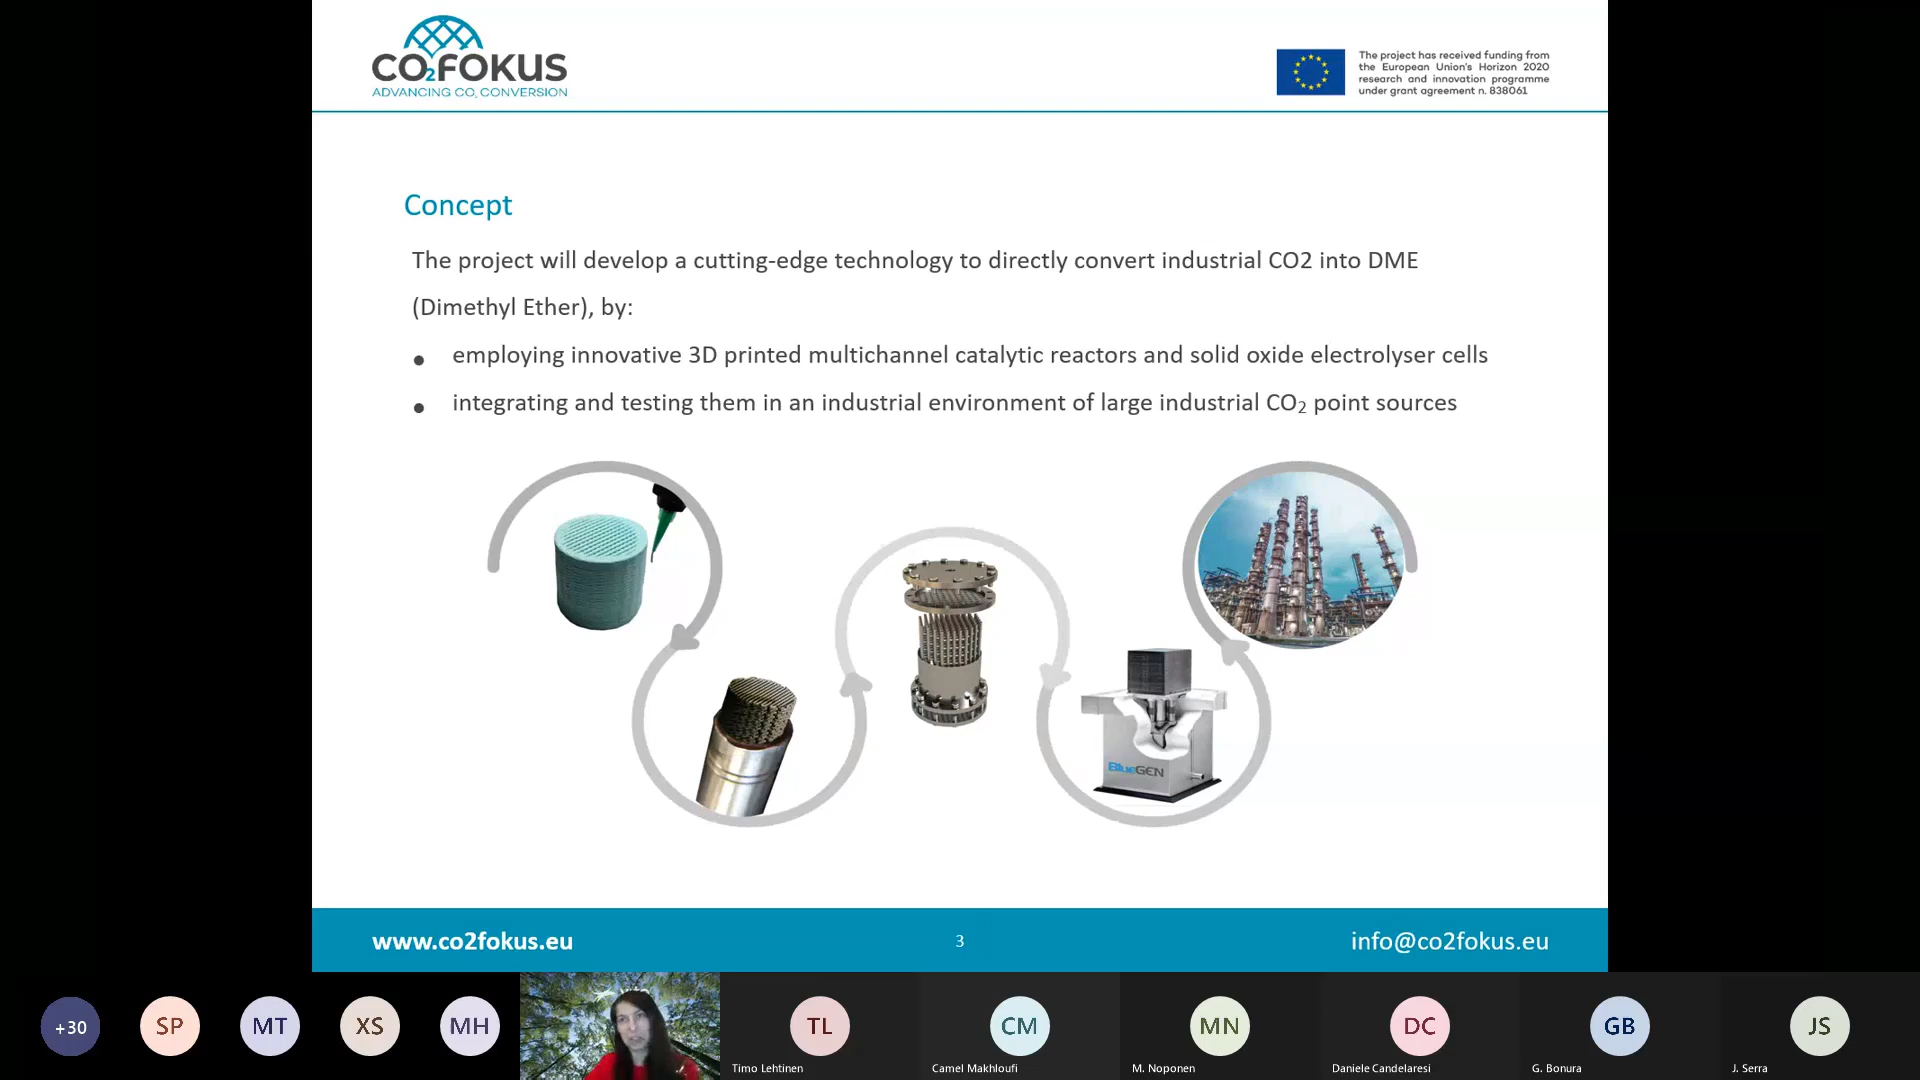 CO2FOKUS
ADVANCING CO2 CONVERSION
The project has received funding from
the European Union's Horizon 2020
research and innovation programme
under grant agreement n. 838061
Concept
The project will develop a cutting-edge technology to directly convert industrial CO2 into DME
(Dimethyl Ether), by:
● employing innovative 3D printed multichannel catalytic reactors and solid oxide electrolyser cells
● integrating and testing them in an industrial environment of large industrial CO₂ point sources
BlueGEN
www.co2fokus.eu
3
info@co2fokus.eu
+30
SP
MT
XS
MH
TL
CM
MN
DC
GB
JS
Timo Lehtinen
Camel Makhloufi
M. Noponen
Daniele Candelaresi
G. Bonura
J. Serra